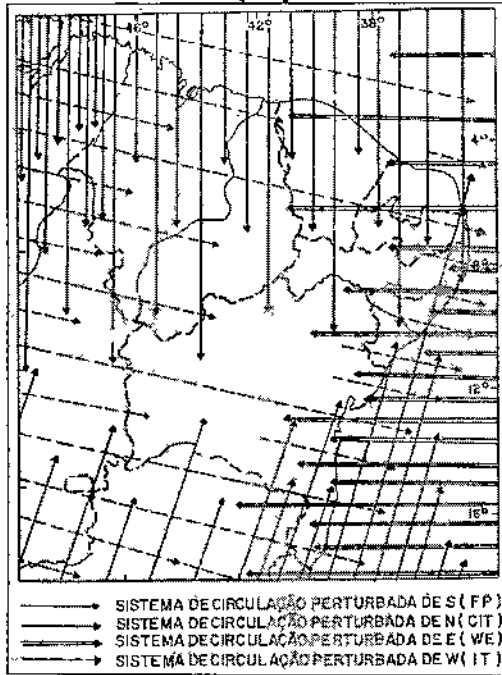 46° 42° 38°
4°
8°
12°
16°
SISTEMA DE CIRCULAÇÃO PERTURBADA DE S (FP)
SISTEMA DE CIRCULAÇÃO PERTURBADA DE N (CIT)
SISTEMA DE CIRCULAÇÃO PERTURBADA DE E (WE)
SISTEMA DE CIRCULAÇÃO PERTURBADA DE W (IT)